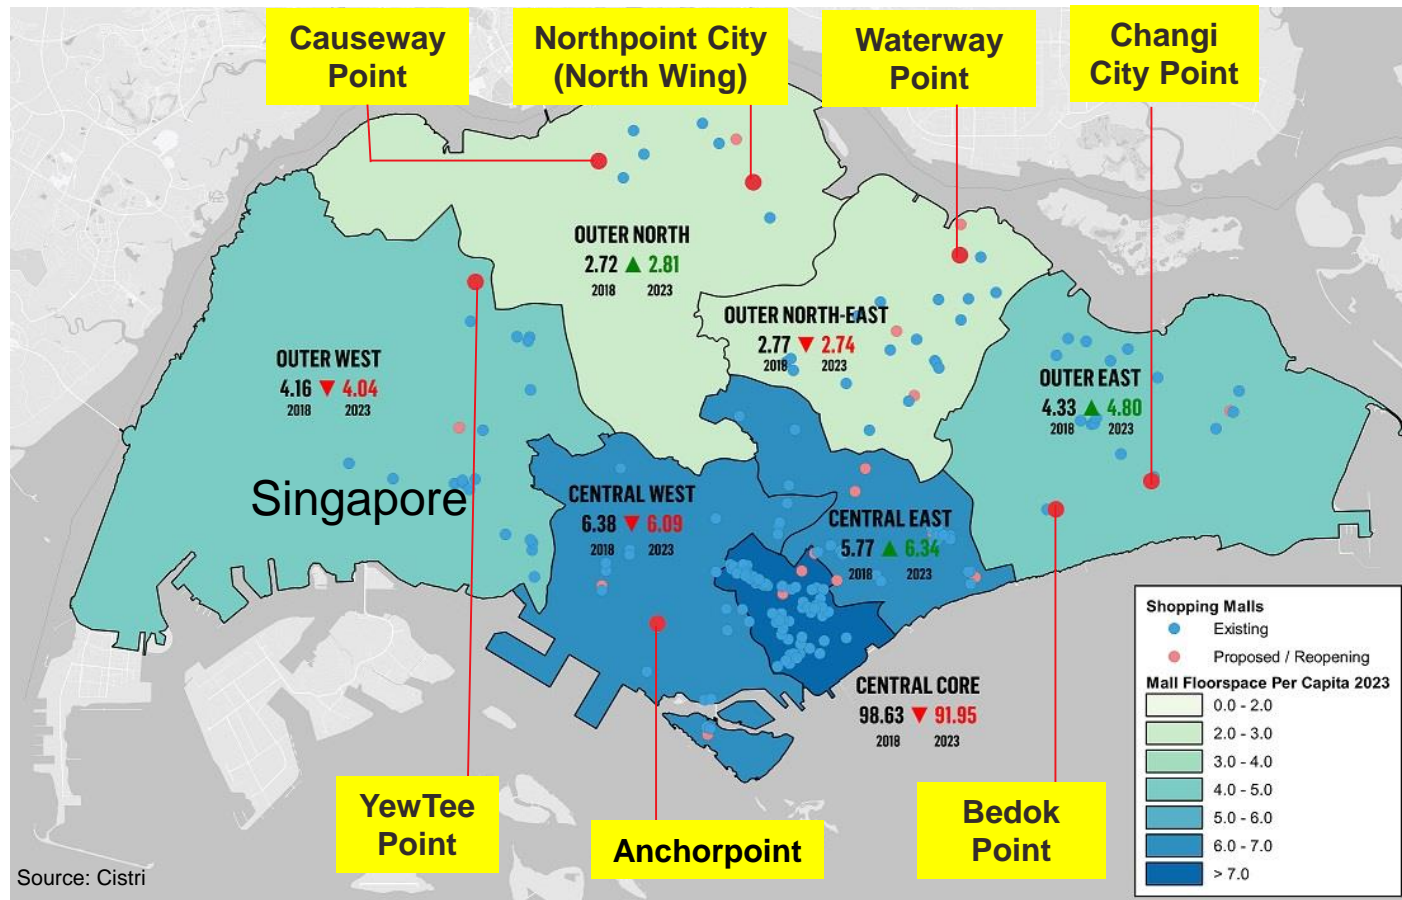 Causeway
Point
Northpoint City
(North Wing)
Waterway
Point
Changi
City Point
OUTER NORTH
2.72 ▲ 2.81
2018 2023
OUTER NORTH-EAST
2.77 ▼ 2.74
2018 2023
OUTER WEST
4.16 ▼ 4.04
2018 2023
OUTER EAST
4.33 ▲ 4.80
2018 2023
Singapore
CENTRAL WEST
6.38 ▼ 6.09
2018 2023
CENTRAL EAST
5.77 ▲ 6.34
2018 2023
CENTRAL CORE
98.63 ▼ 91.95
2018 2023
YewTee
Point
Anchorpoint
Bedok
Point
Shopping Malls
Existing
Proposed / Reopening
Mall Floorspace Per Capita 2023
0.0 - 2.0
2.0 - 3.0
3.0 - 4.0
4.0 - 5.0
5.0 - 6.0
6.0 - 7.0
> 7.0
Source: Cistri